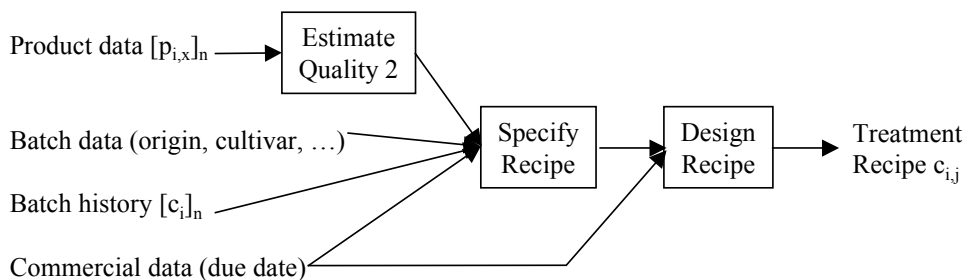 Product data [p_{i,x}]_n
Estimate
Quality 2
Batch data (origin, cultivar, …)
Specify
Recipe
Design
Recipe
Treatment
Recipe c_{i,j}
Batch history [c_i]_n
Commercial data (due date)